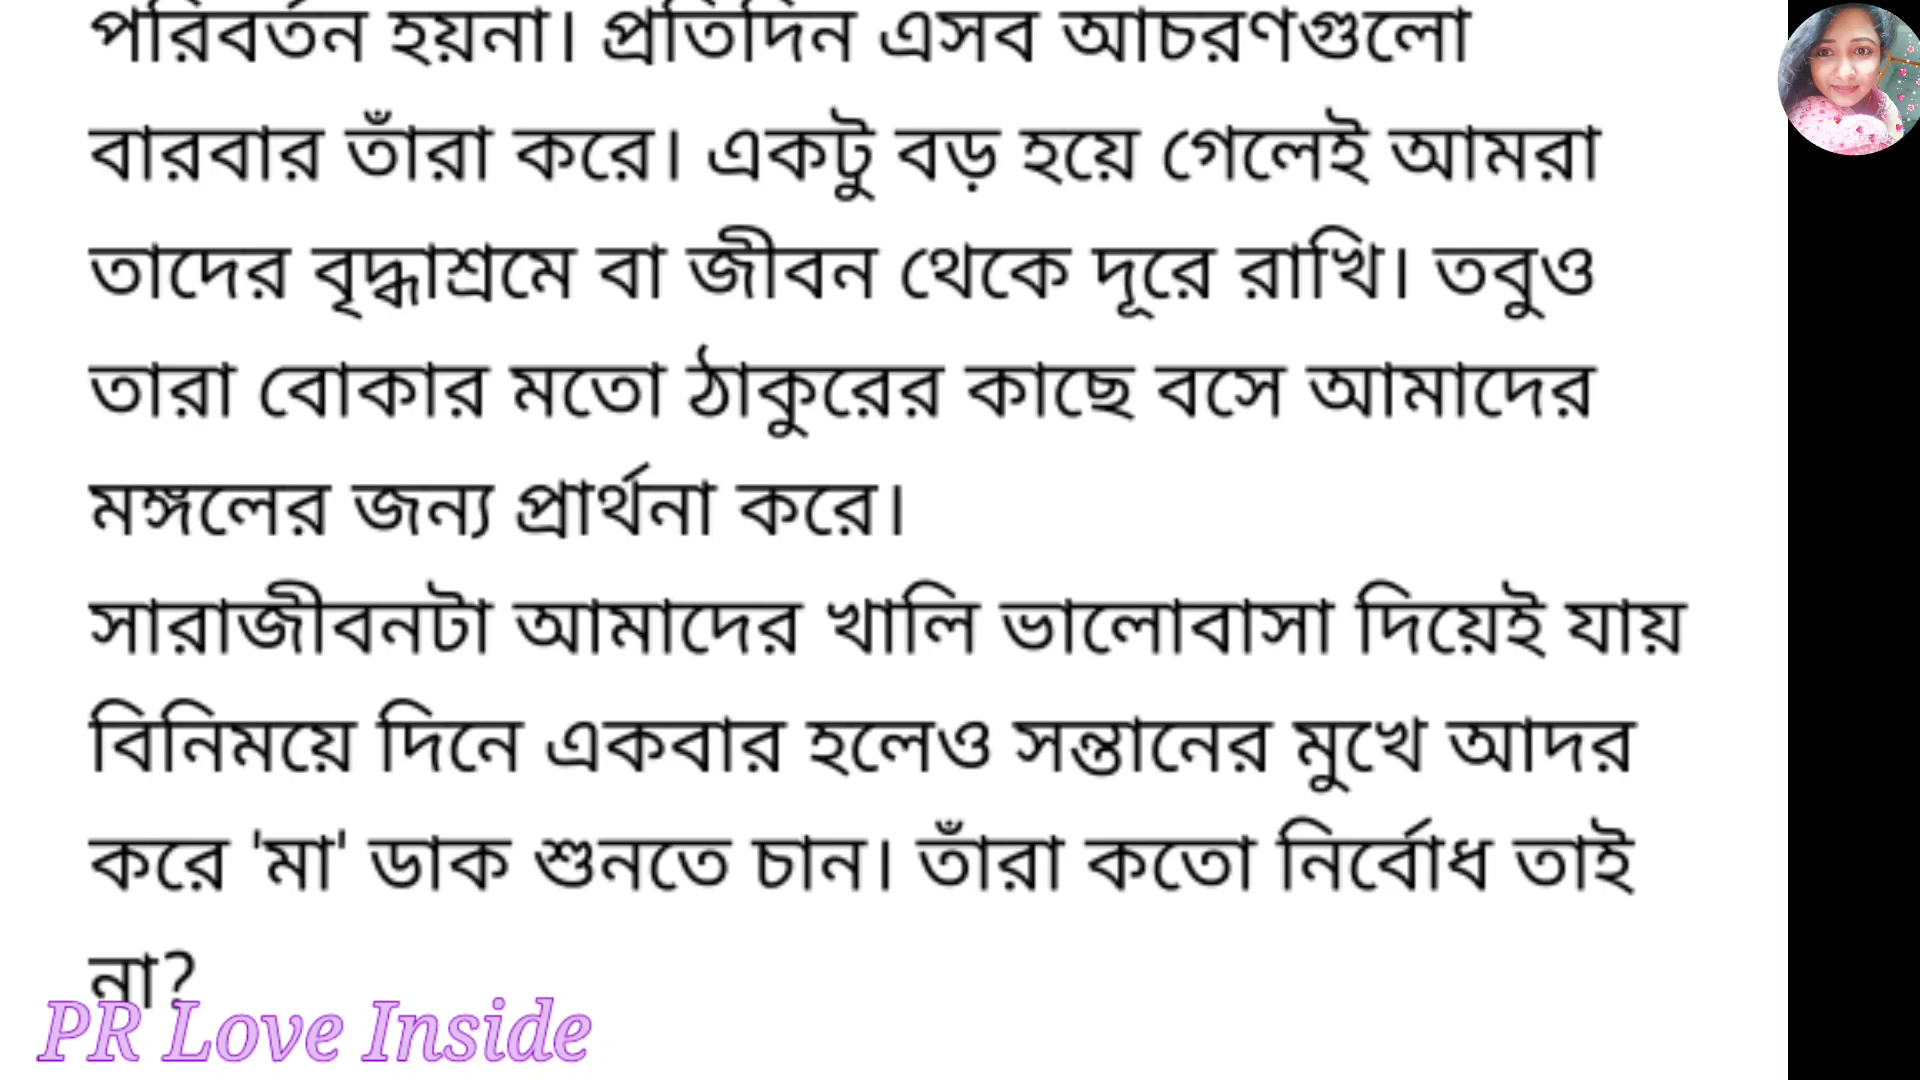 পরিবর্তন হয়না। প্রতিদিন এসব আচরণগুলো
বারবার তাঁরা করে। একটু বড় হয়ে গেলেই আমরা
তাদের বৃদ্ধাশ্রমে বা জীবন থেকে দূরে রাখি। তবুও
তারা বোকার মতো ঠাকুরের কাছে বসে আমাদের
মঙ্গলের জন্য প্রার্থনা করে।
সারাজীবনটা আমাদের খালি ভালোবাসা দিয়েই যায়
বিনিময়ে দিনে একবার হলেও সন্তানের মুখে আদর
করে 'মা' ডাক শুনতে চান। তাঁরা কতো নির্বোধ তাই
না?
PR Love Inside